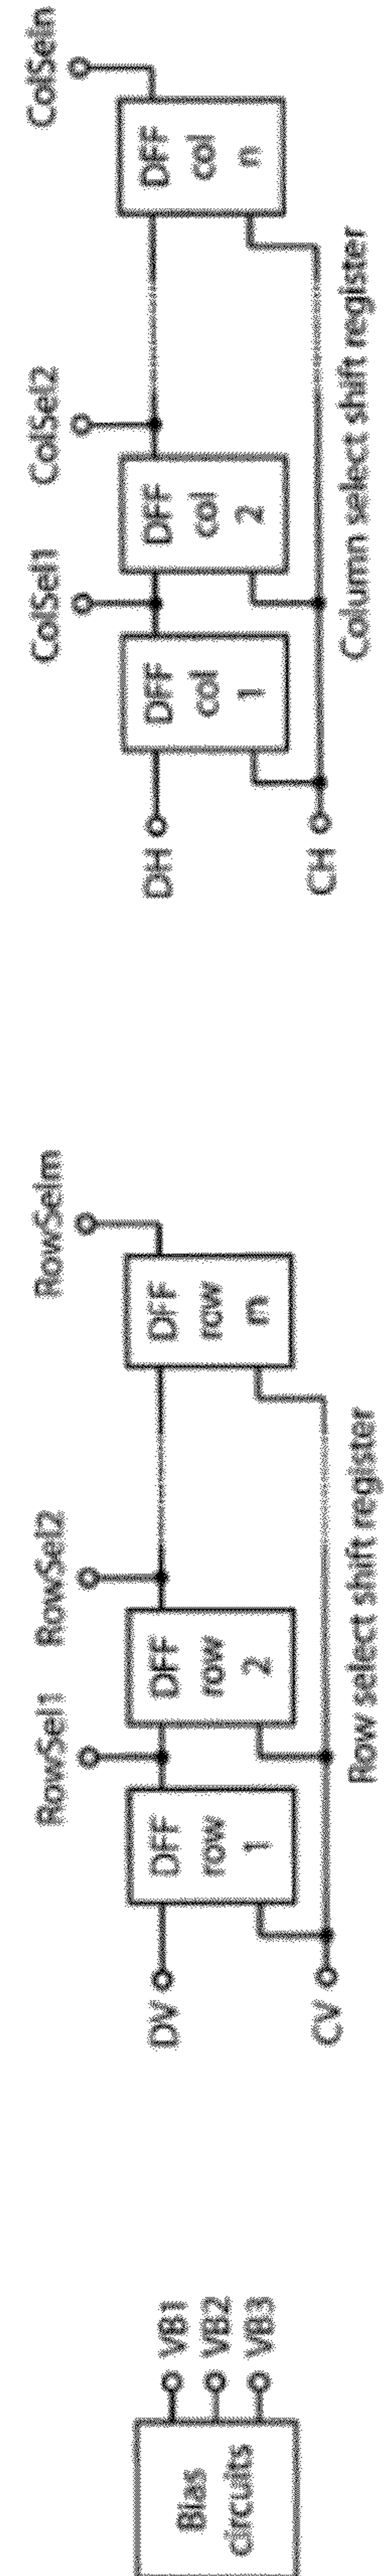 Bias
circuits
VB1
VB2
VB3
RowSel1
RowSel2
RowSelm
DV
CV
DFF
row
1
DFF
row
2
DFF
row
m
Row select shift register
ColSel1
ColSel2
ColSeln
DH
CH
DFF
col
1
DFF
col
2
DFF
col
n
Column select shift register